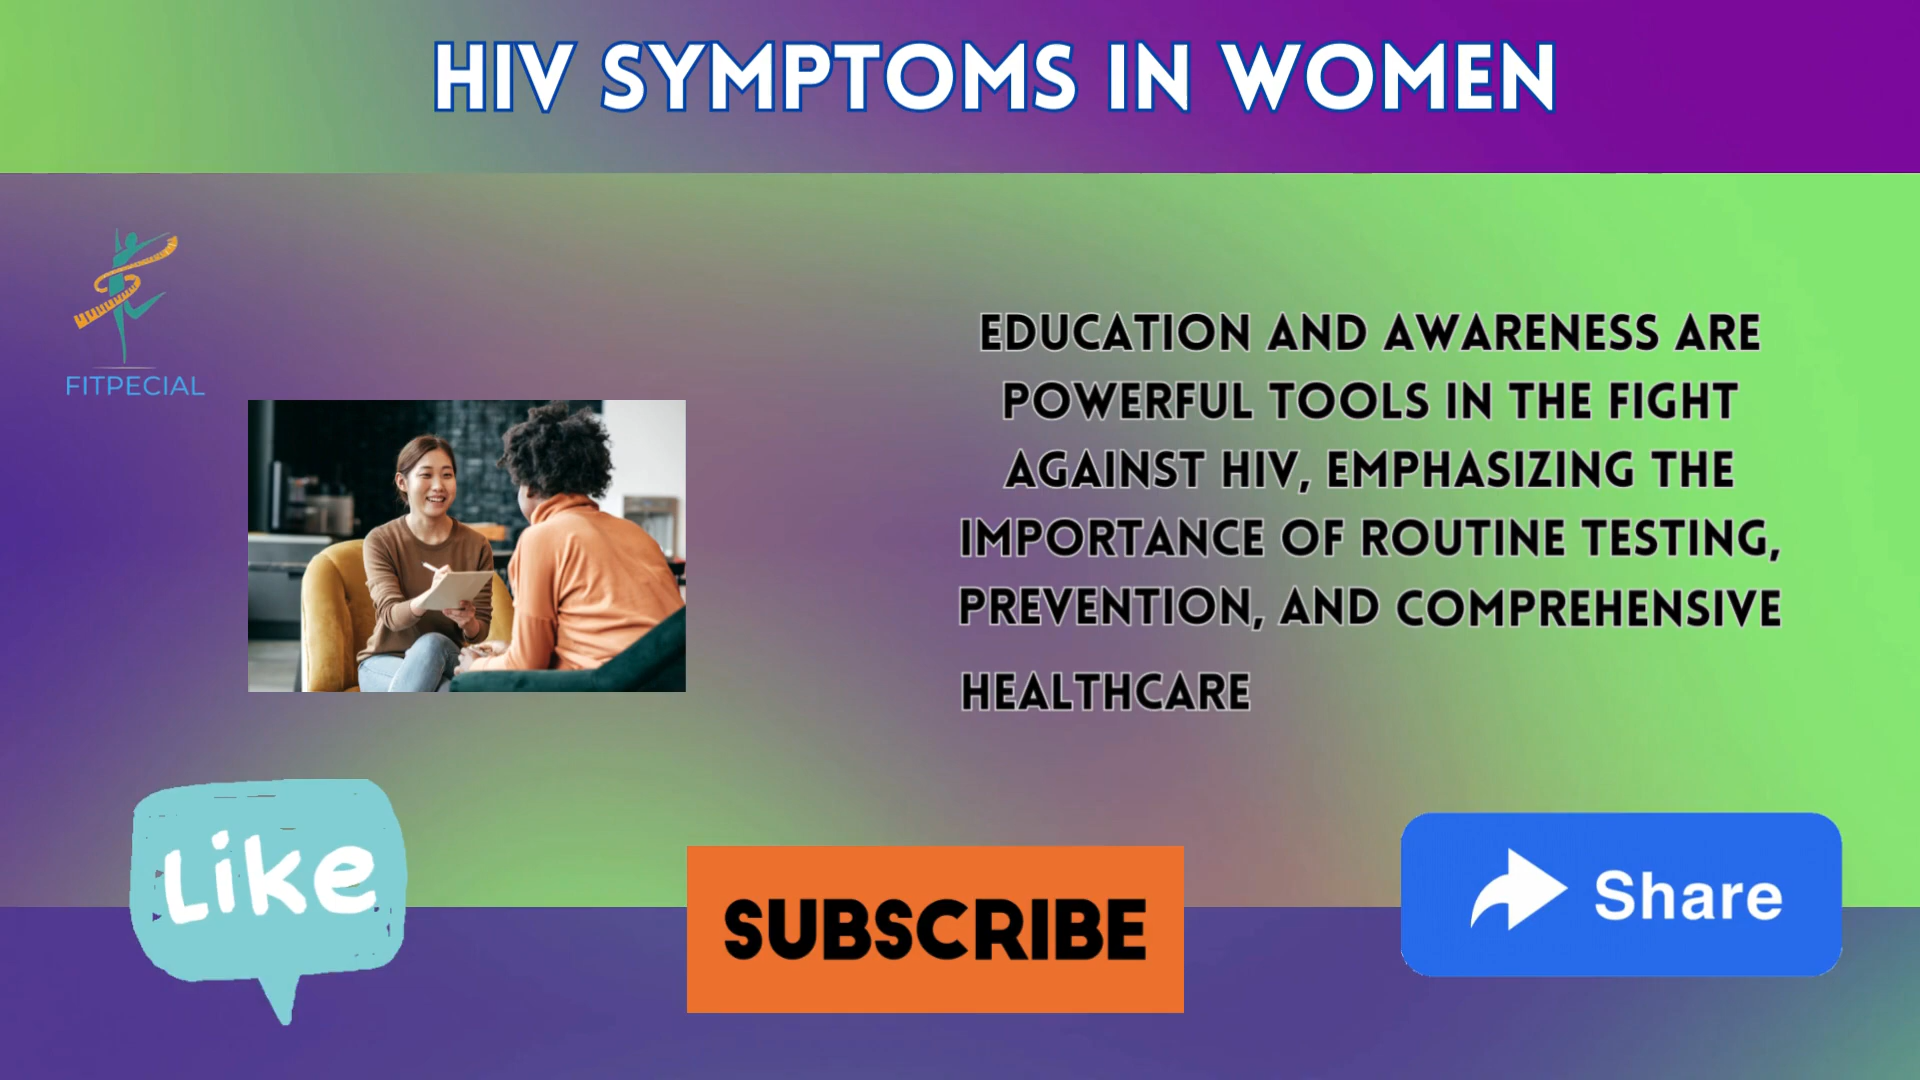 HIV SYMPTOMS IN WOMEN
FITPECIAL
EDUCATION AND AWARENESS ARE
POWERFUL TOOLS IN THE FIGHT
AGAINST HIV, EMPHASIZING THE
IMPORTANCE OF ROUTINE TESTING,
PREVENTION, AND COMPREHENSIVE
HEALTHCARE
Like
SUBSCRIBE
Share